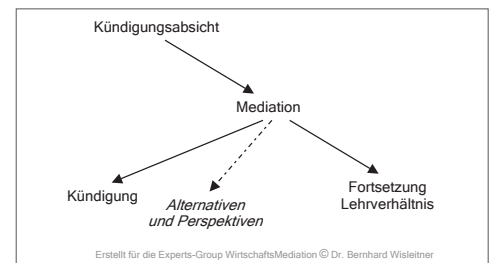 Kündigungsabsicht
Mediation
Kündigung
Alternativen
und Perspektiven
Fortsetzung
Lehrverhältnis
Erstellt für die Experts-Group WirtschaftsMediation © Dr. Bernhard Wisleitner